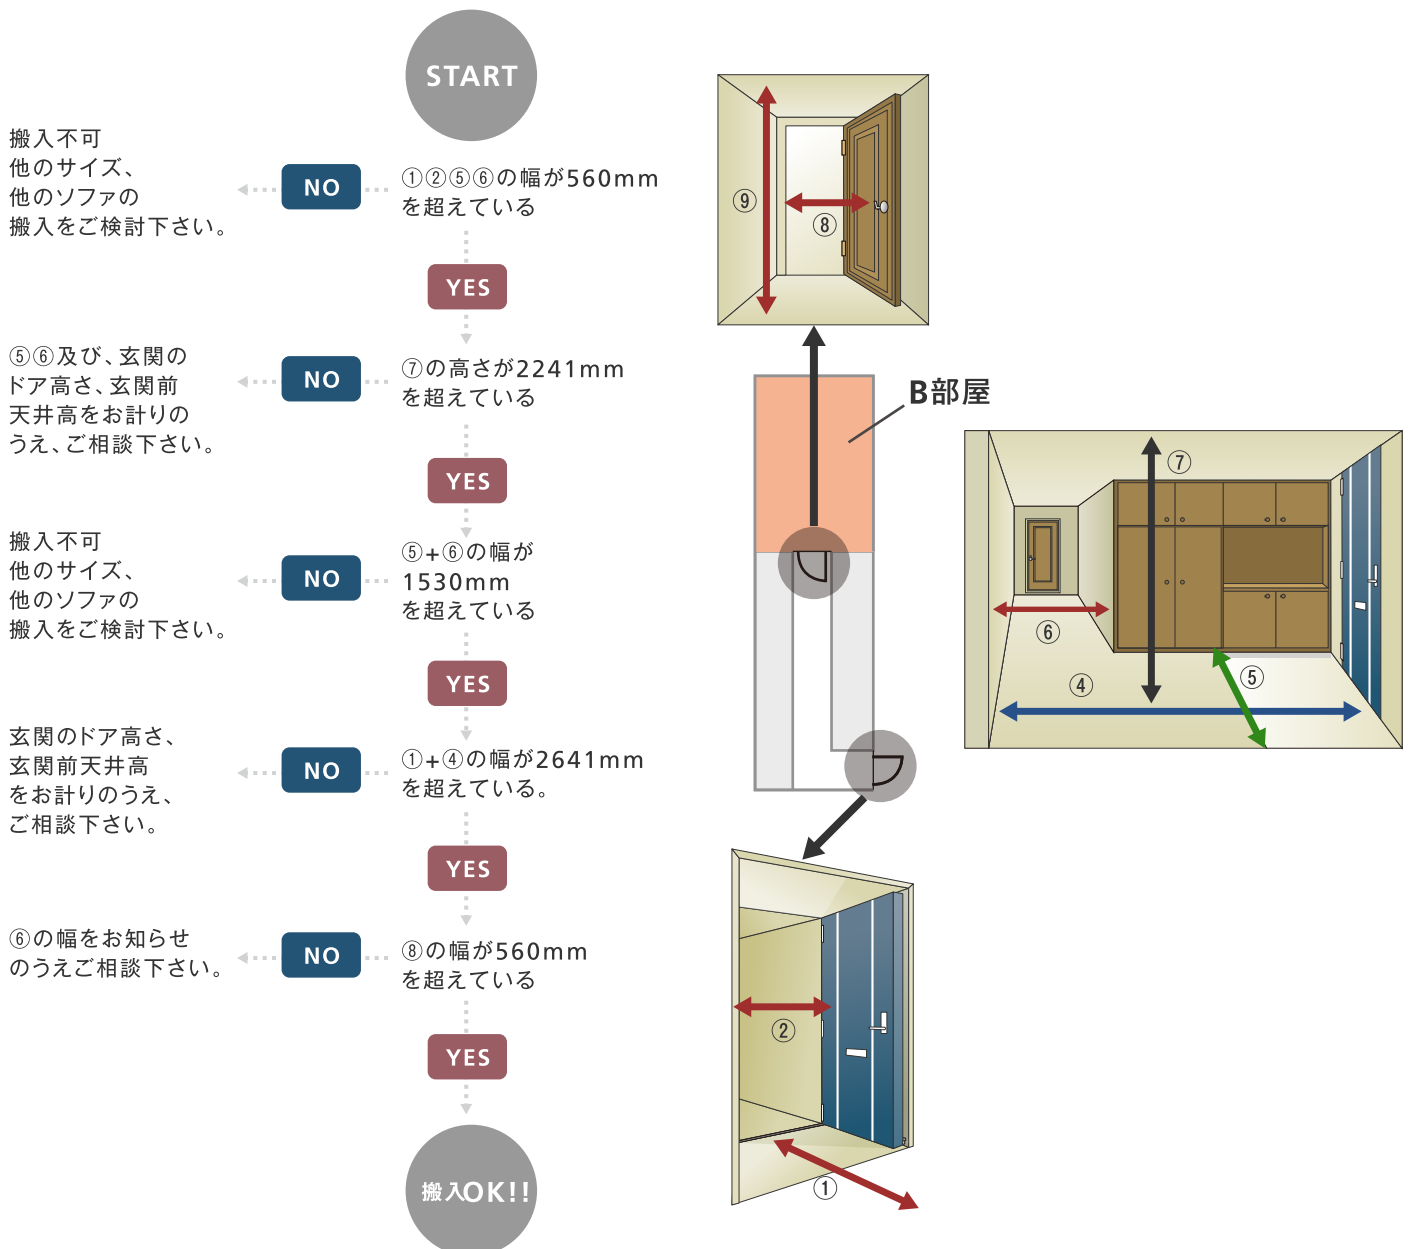 START
搬入不可
他のサイズ、
他のソファの
搬入をご検討下さい。
NO
①②⑤⑥の幅が560mm
を超えている
YES
⑤⑥及び、玄関の
ドア高さ、玄関前
天井高をお計りの
うえ、ご相談下さい。
NO
⑦の高さが2241mm
を超えている
YES
搬入不可
他のサイズ、
他のソファの
搬入をご検討下さい。
NO
⑤+⑥の幅が
1530mm
を超えている
YES
玄関のドア高さ、
玄関前天井高
をお計りのうえ、
ご相談下さい。
NO
①+④の幅が2641mm
を超えている。
YES
⑥の幅をお知らせ
のうえご相談下さい。
NO
⑧の幅が560mm
を超えている
YES
搬入OK!!
⑨
⑧
B部屋
⑦
⑥
④
⑤
②
①